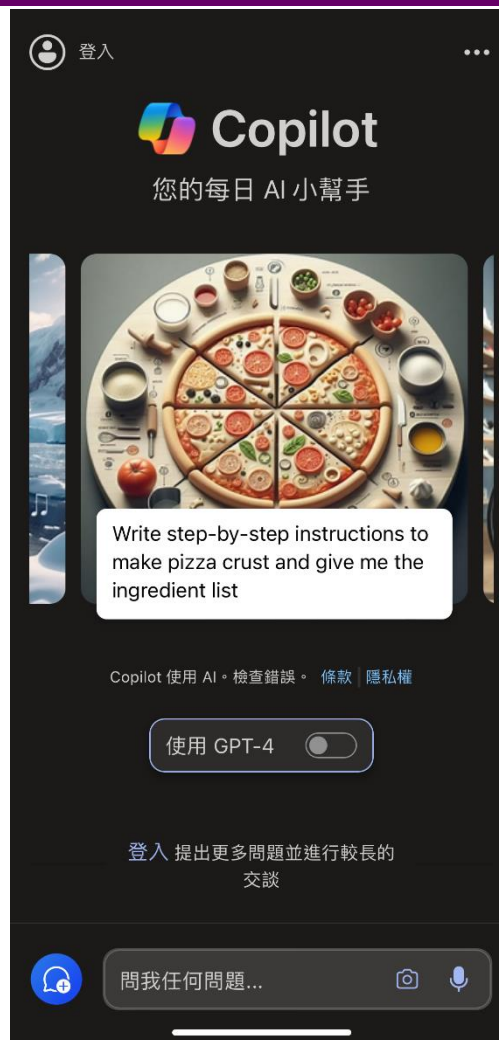 登入
Copilot
您的每日 AI 小幫手
Write step-by-step instructions to
make pizza crust and give me the
ingredient list
Copilot 使用 AI。檢查錯誤。 條款 隱私權
使用 GPT-4
登入 提出更多問題並進行較長的
交談
問我任何問題...